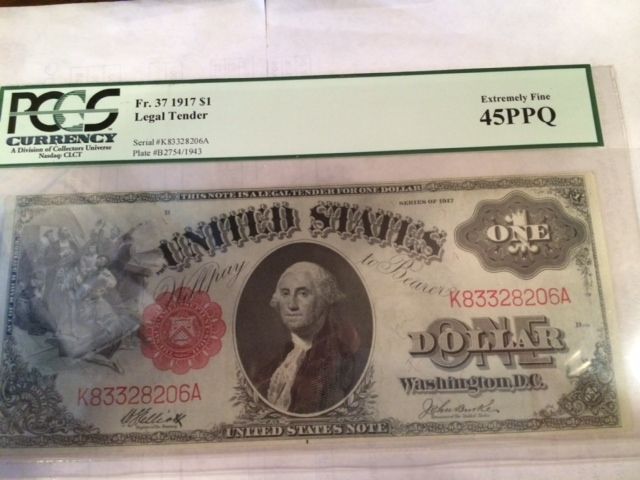 PCGS
CURRENCY
A Division of Collectors Universe
Nasdaq: CLCT
Fr. 37 1917 $1
Legal Tender
Serial #K83328206A
Plate #B2754/1943
Extremely Fine
45PPQ
THIS NOTE IS A LEGAL TENDER FOR ONE DOLLAR
SERIES OF 1917
B
UNITED STATES
ONE
Will pay to Bearer
K83328206A
ONE
DOLLAR
B
Washington, D.C.
K83328206A
John Burke
UNITED STATES NOTE